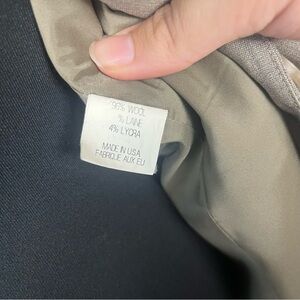 96% WOOL
% LAINE
4% LYCRA
MADE IN USA
FABRIQUE AUX EU